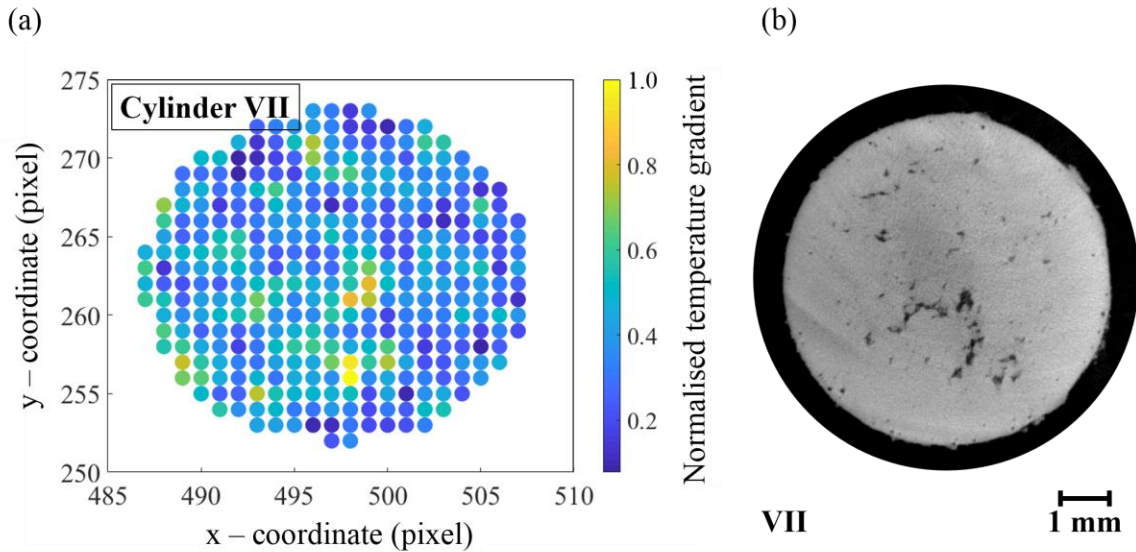 (a)
(b)
Cylinder VII
275
270
265
260
255
250
y – coordinate (pixel)
485 490 495 500 505 510
x – coordinate (pixel)
1.0
0.8
0.6
0.4
0.2
Normalised temperature gradient
VII
1 mm